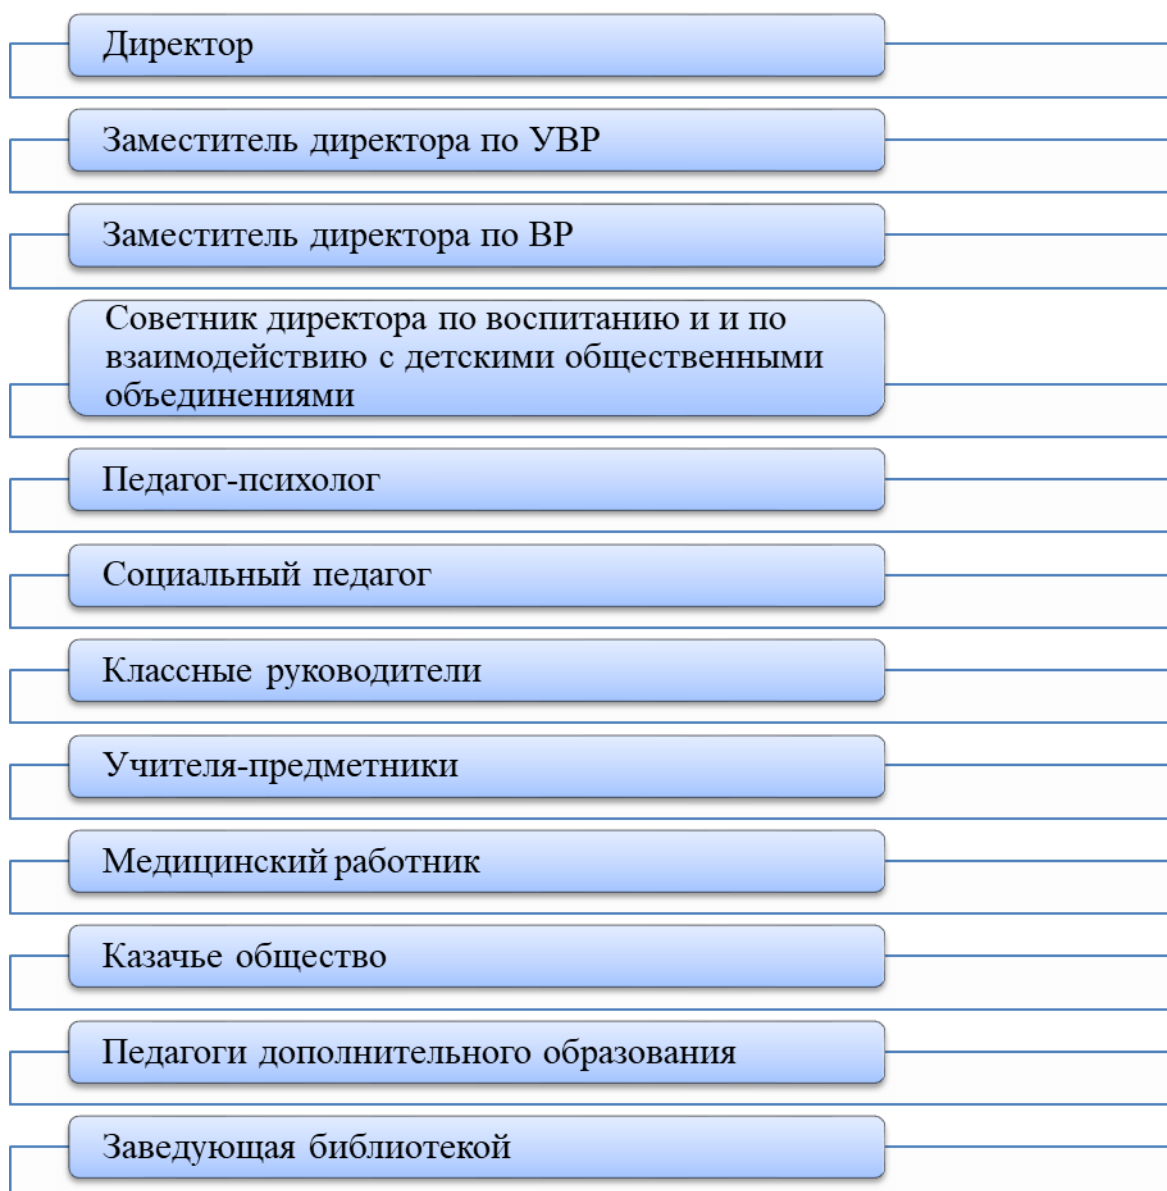 Директор
Заместитель директора по УВР
Заместитель директора по ВР
Советник директора по воспитанию и и по
взаимодействию с детскими общественными
объединениями
Педагог-психолог
Социальный педагог
Классные руководители
Учителя-предметники
Медицинский работник
Казачье общество
Педагоги дополнительного образования
Заведующая библиотекой